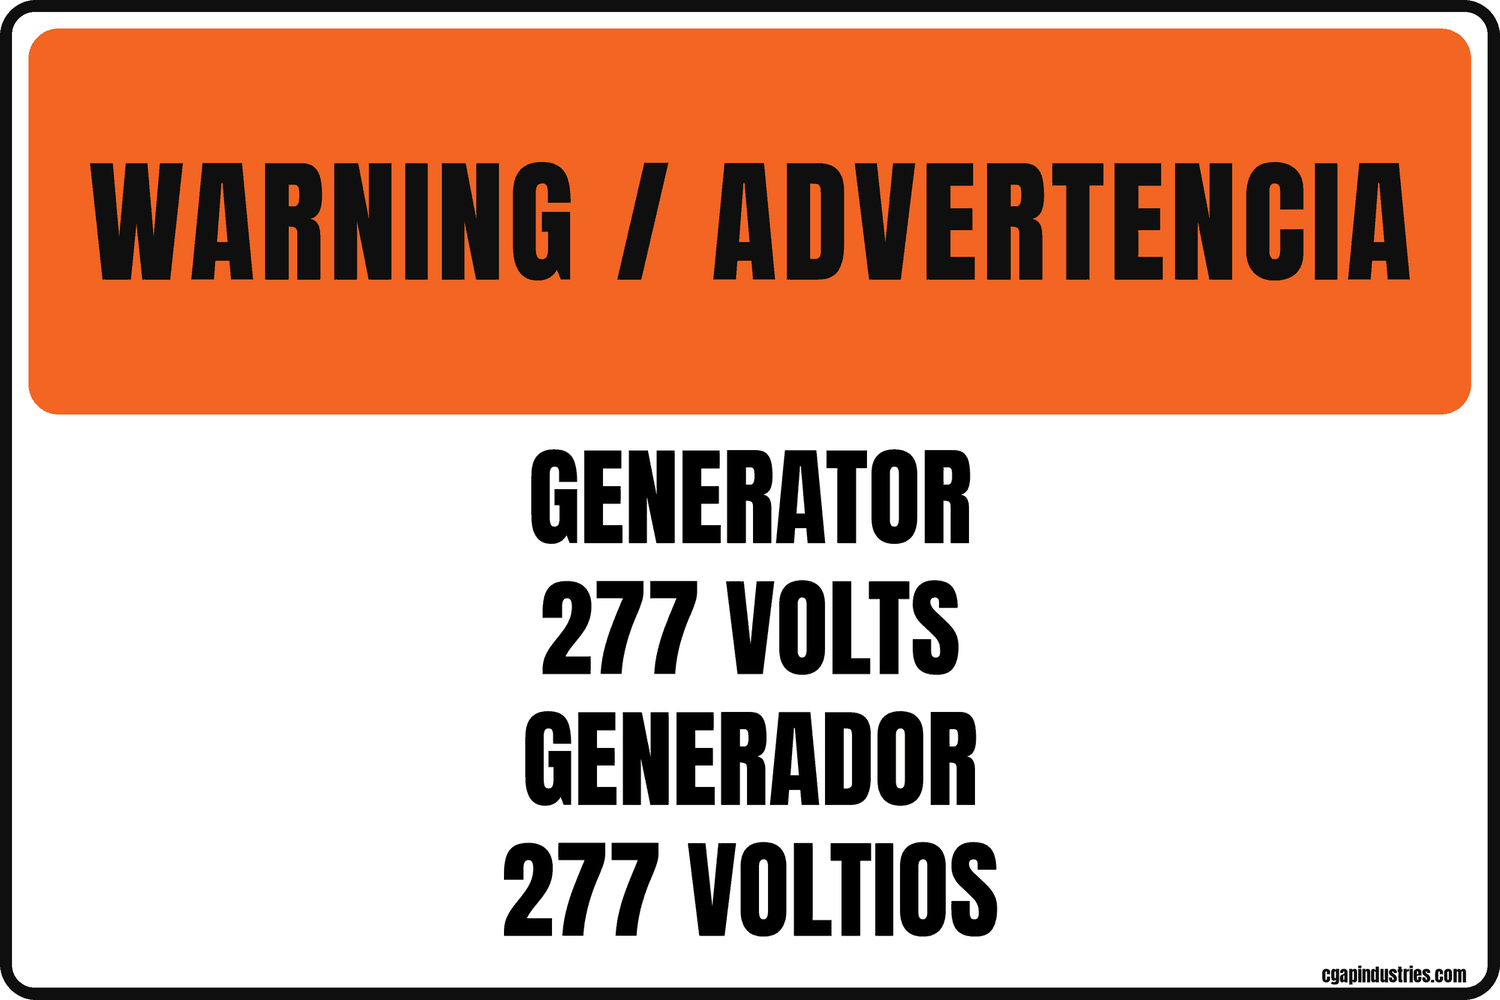 WARNING / ADVERTENCIA
GENERATOR
277 VOLTS
GENERADOR
277 VOLTIOS
cgapindustries.com